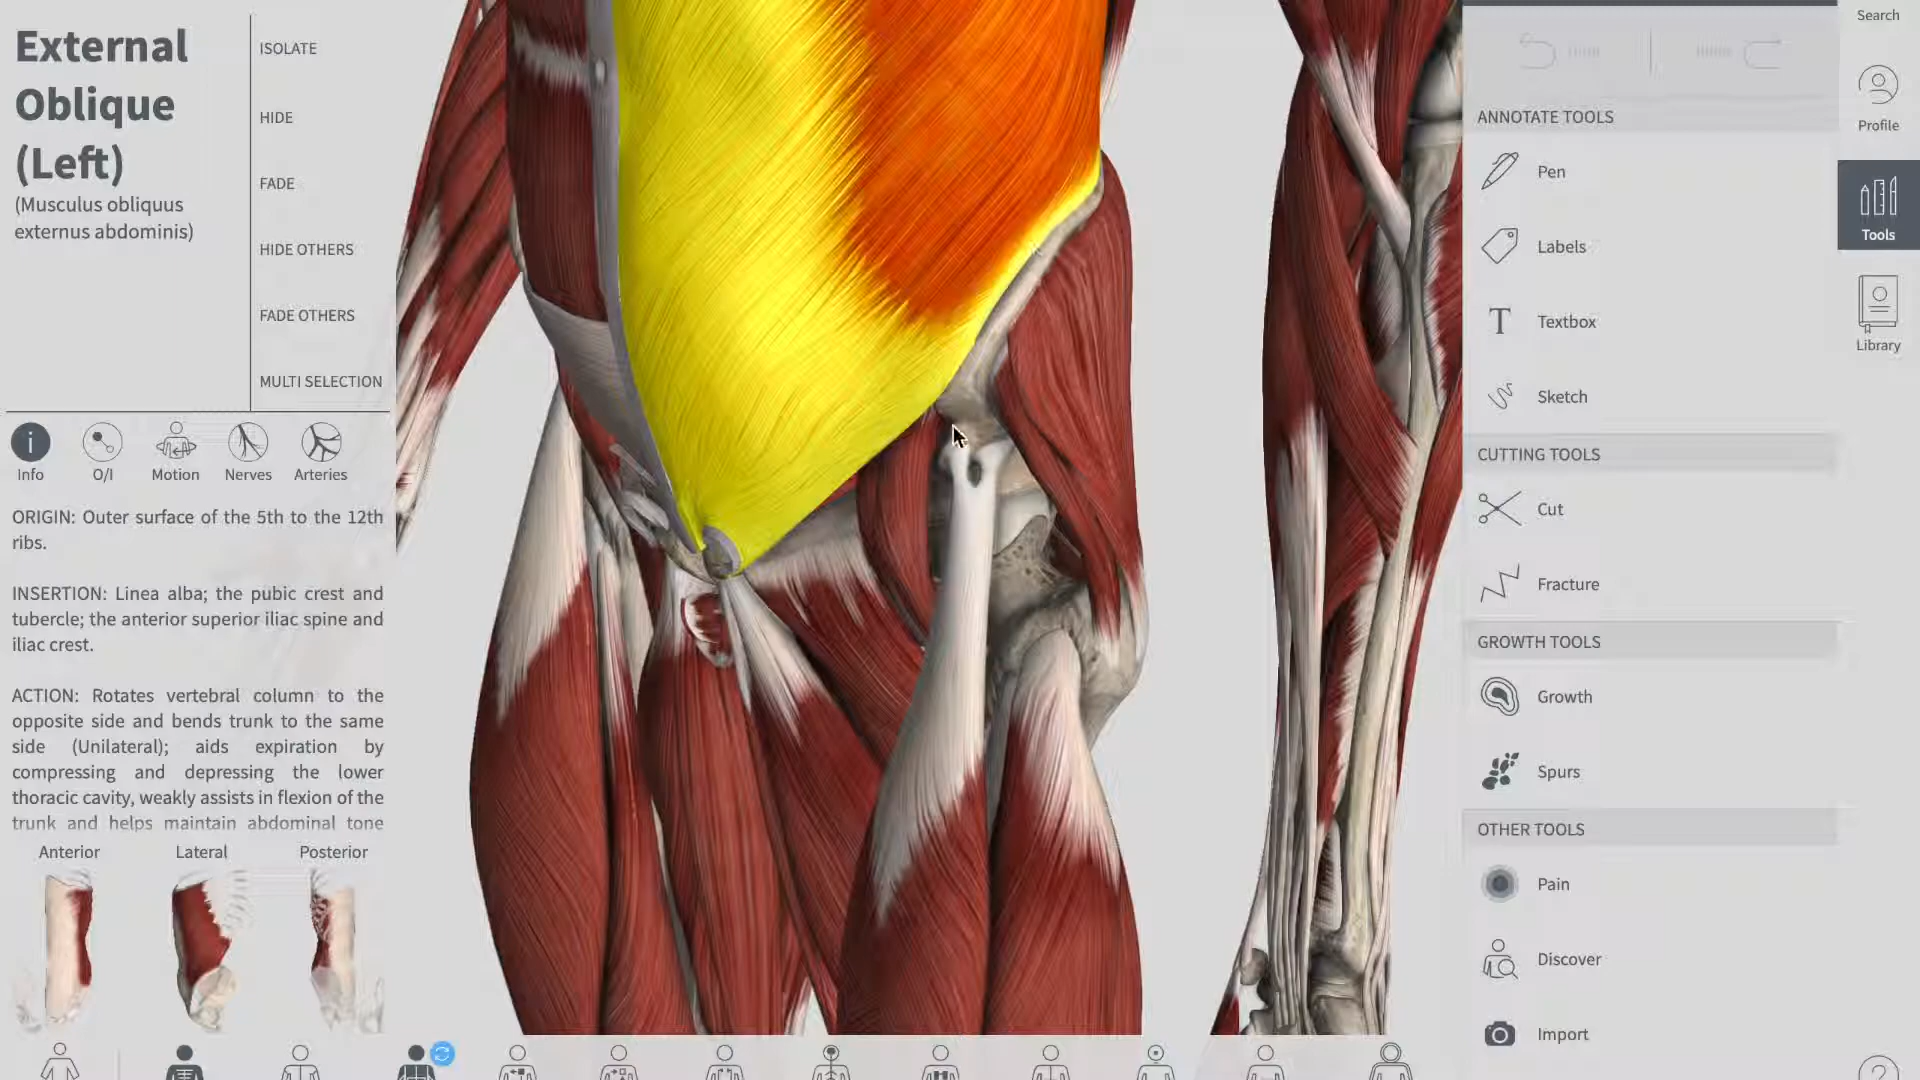 External
Oblique
(Left)
(Musculus obliquus
externus abdominis)
ISOLATE
HIDE
FADE
HIDE OTHERS
FADE OTHERS
MULTI SELECTION
Info
O/I
Motion
Nerves
Arteries
ORIGIN: Outer surface of the 5th to the 12th
ribs.
INSERTION: Linea alba; the pubic crest and
tubercle; the anterior superior iliac spine and
iliac crest.
ACTION: Rotates vertebral column to the
opposite side and bends trunk to the same
side (Unilateral); aids expiration by
compressing and depressing the lower
thoracic cavity, weakly assists in flexion of the
trunk and helps maintain abdominal tone
Anterior
Lateral
Posterior
ANNOTATE TOOLS
Pen
Labels
Textbox
Sketch
CUTTING TOOLS
Cut
Fracture
GROWTH TOOLS
Growth
Spurs
OTHER TOOLS
Pain
Discover
Import
Search
Profile
Tools
Library